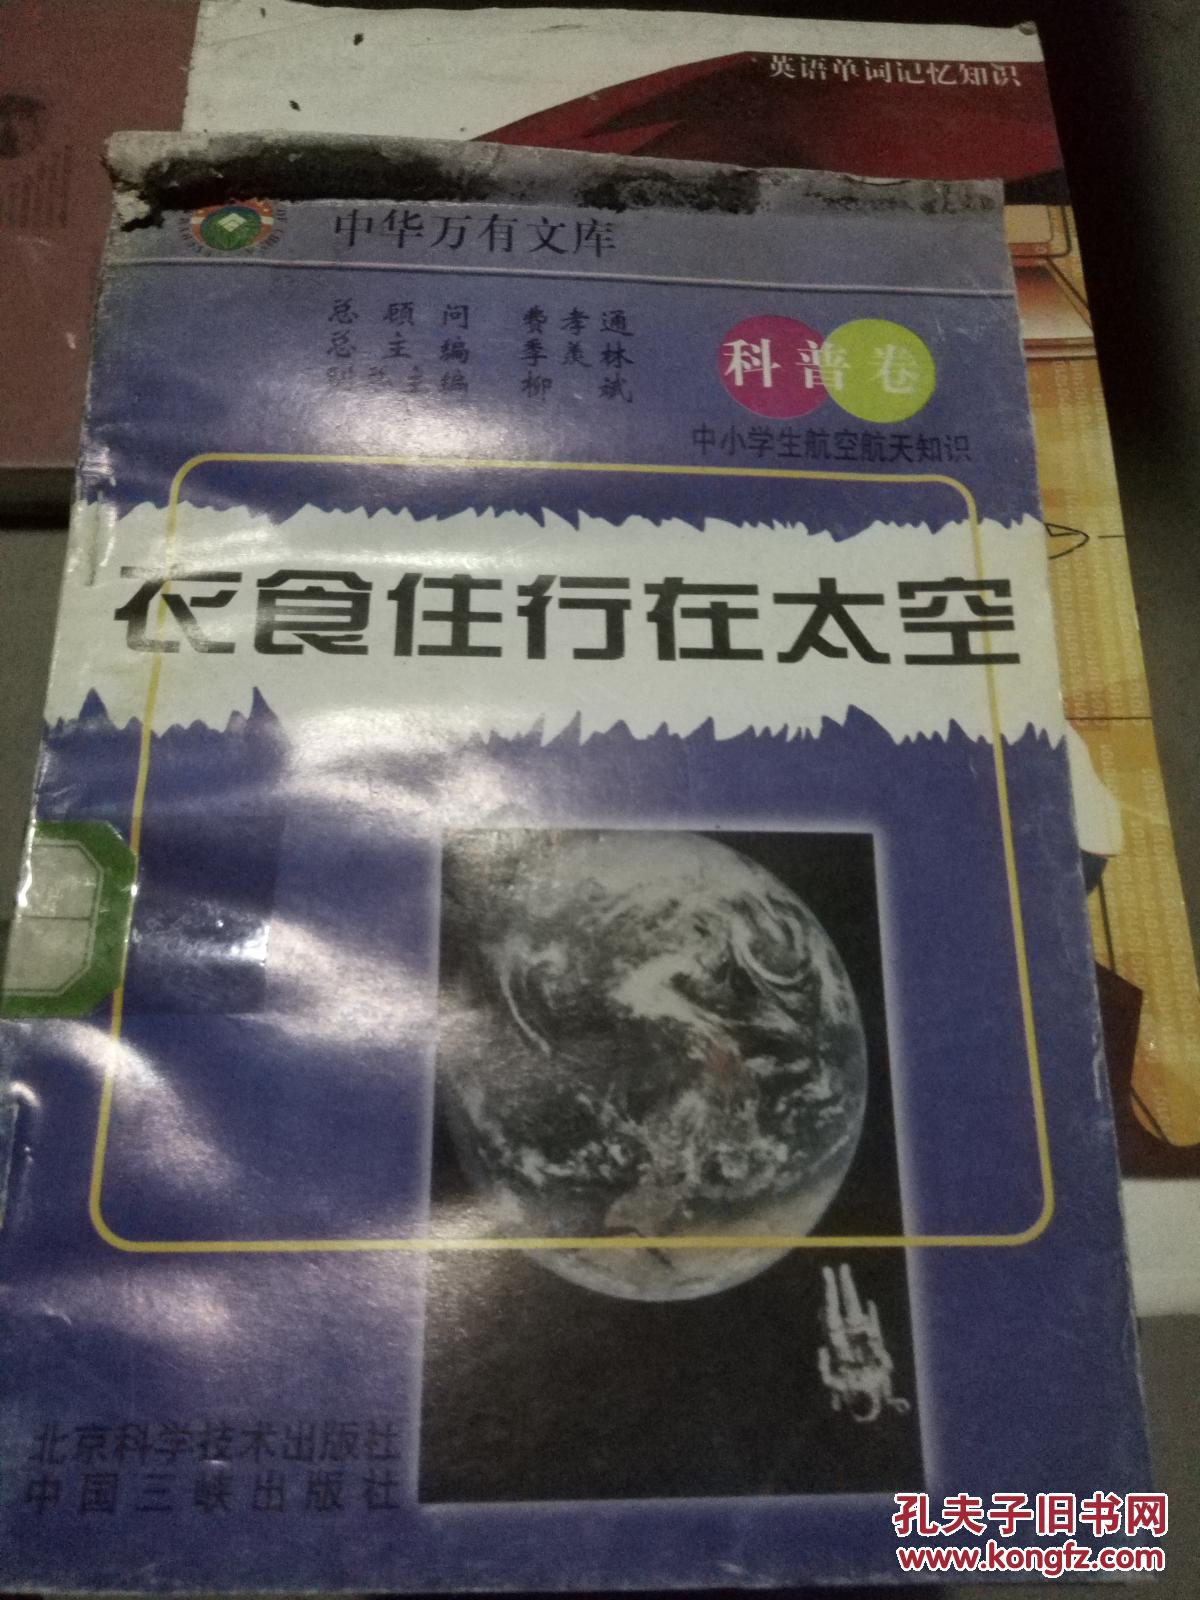 英语单词记忆知识
中华万有文库
总顾问 费孝通
总主编 季羡林
副总主编 柳斌
科普卷
中小学生航空航天知识
衣食住行在太空
北京科学技术出版社
中国三峡出版社
孔夫子旧书网
www.kongfz.com